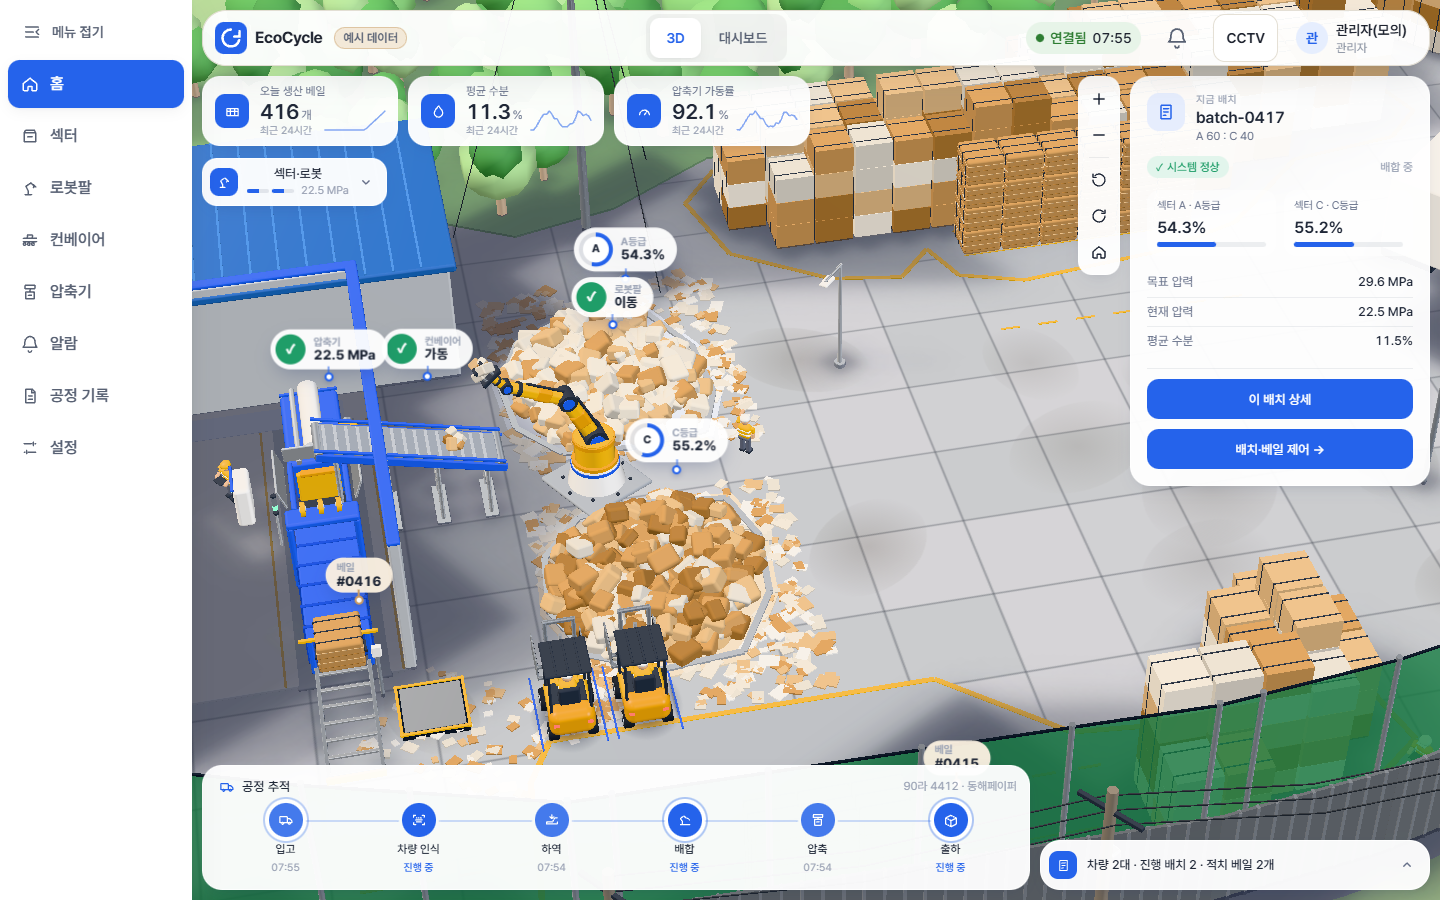 메뉴 접기
홈
섹터
로봇팔
컨베이어
압축기
알람
공정 기록
설정
EcoCycle
예시 데이터
3D
대시보드
연결됨 07:55
CCTV
관
관리자(모의)
관리자
오늘 생산 베일
416개
최근 24시간
평균 수분
11.3%
최근 24시간
압축기 가동률
92.1%
최근 24시간
섹터·로봇
22.5 MPa
지금 배치
batch-0417
A 60 : C 40
✓ 시스템 정상
배합 중
섹터 A · A등급
54.3%
섹터 C · C등급
55.2%
목표 압력 29.6 MPa
현재 압력 22.5 MPa
평균 수분 11.5%
이 배치 상세
배치·베일 제어 →
A
A등급
54.3%
로봇팔
이동
압축기
22.5 MPa
컨베이어
가동
C
C등급
55.2%
베일
#0416
베일
#0415
공정 추적
90라 4412 · 동해페이퍼
입고
07:55
차량 인식
진행 중
하역
07:54
배합
진행 중
압축
07:54
출하
진행 중
차량 2대 · 진행 배치 2 · 적치 베일 2개